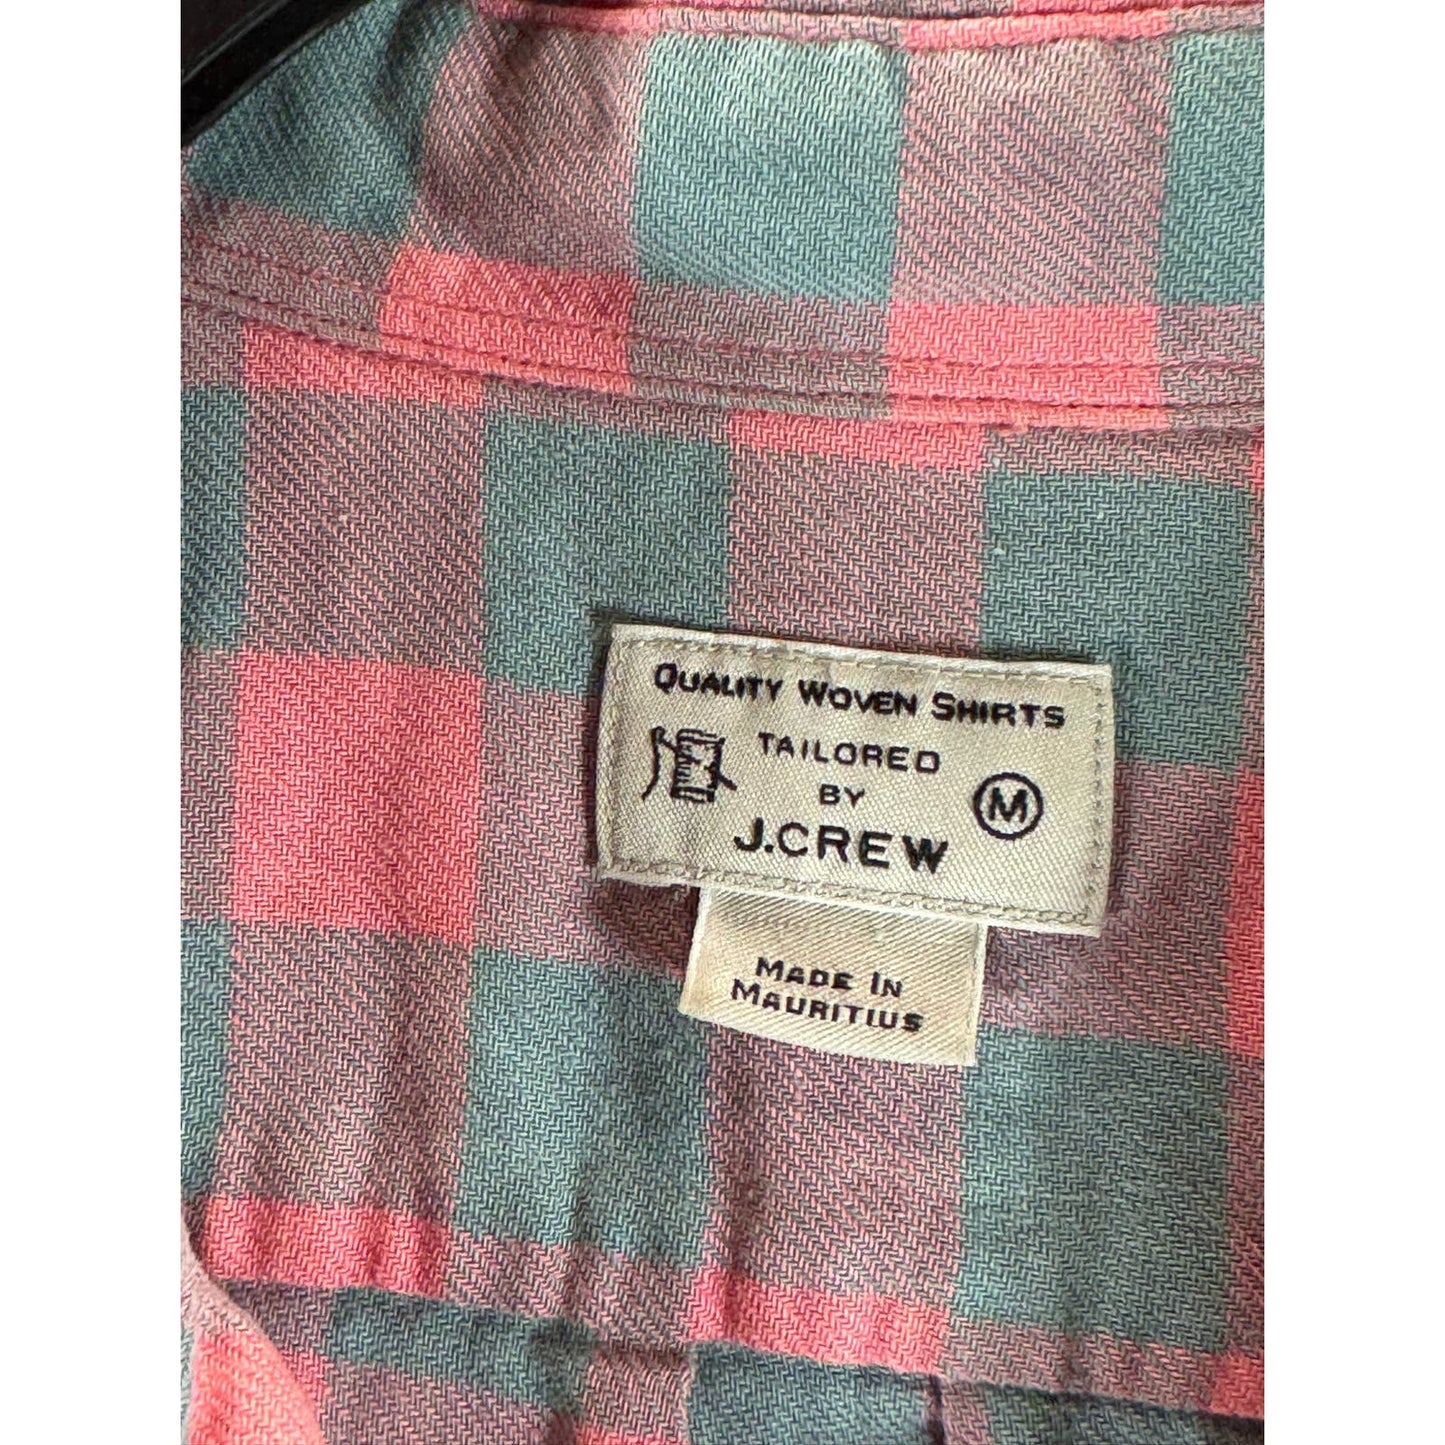 QUALITY WOVEN SHIRTS
TAILORED
BY
M
J.CREW
MADE IN
MAURITIUS